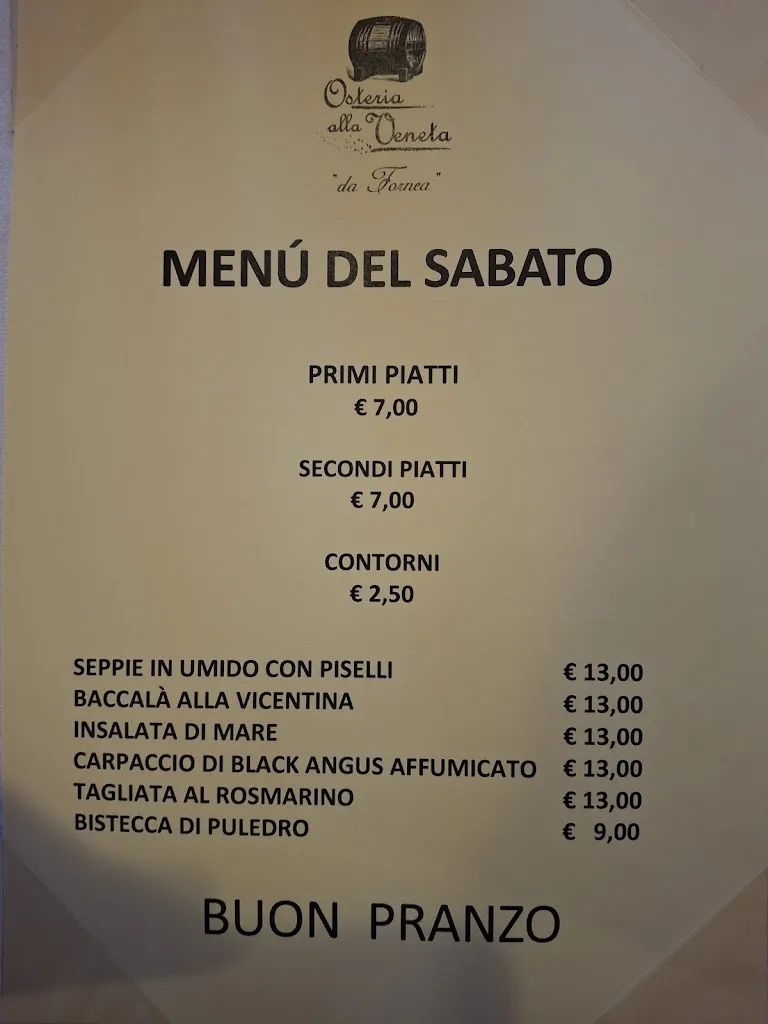 Osteria
alla Veneta
"da Fornea"
MENÚ DEL SABATO
PRIMI PIATTI
€ 7,00
SECONDI PIATTI
€ 7,00
CONTORNI
€ 2,50
SEPPIE IN UMIDO CON PISELLI € 13,00
BACCALÀ ALLA VICENTINA € 13,00
INSALATA DI MARE € 13,00
CARPACCIO DI BLACK ANGUS AFFUMICATO € 13,00
TAGLIATA AL ROSMARINO € 13,00
BISTECCA DI PULEDRO € 9,00
BUON PRANZO